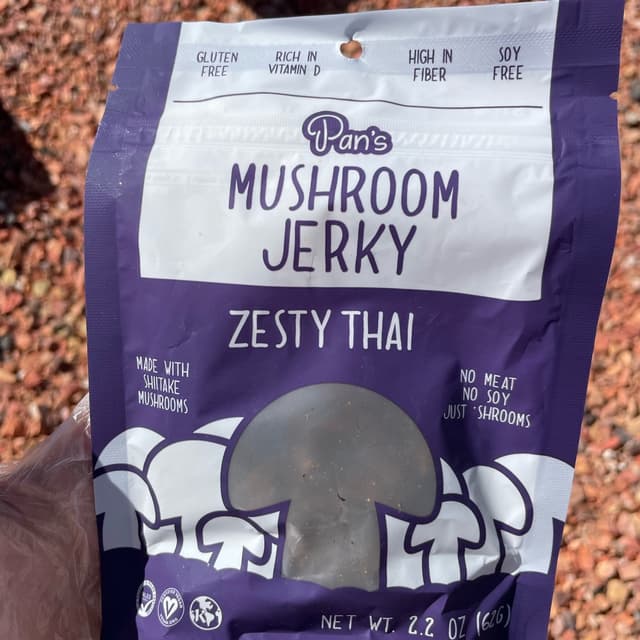 GLUTEN FREE
RICH IN VITAMIN D
HIGH IN FIBER
SOY FREE
Pan's
MUSHROOM
JERKY
ZESTY THAI
MADE WITH
SHIITAKE
MUSHROOMS
NO MEAT
NO SOY
JUST 'SHROOMS
NET WT. 2.2 OZ (62G)